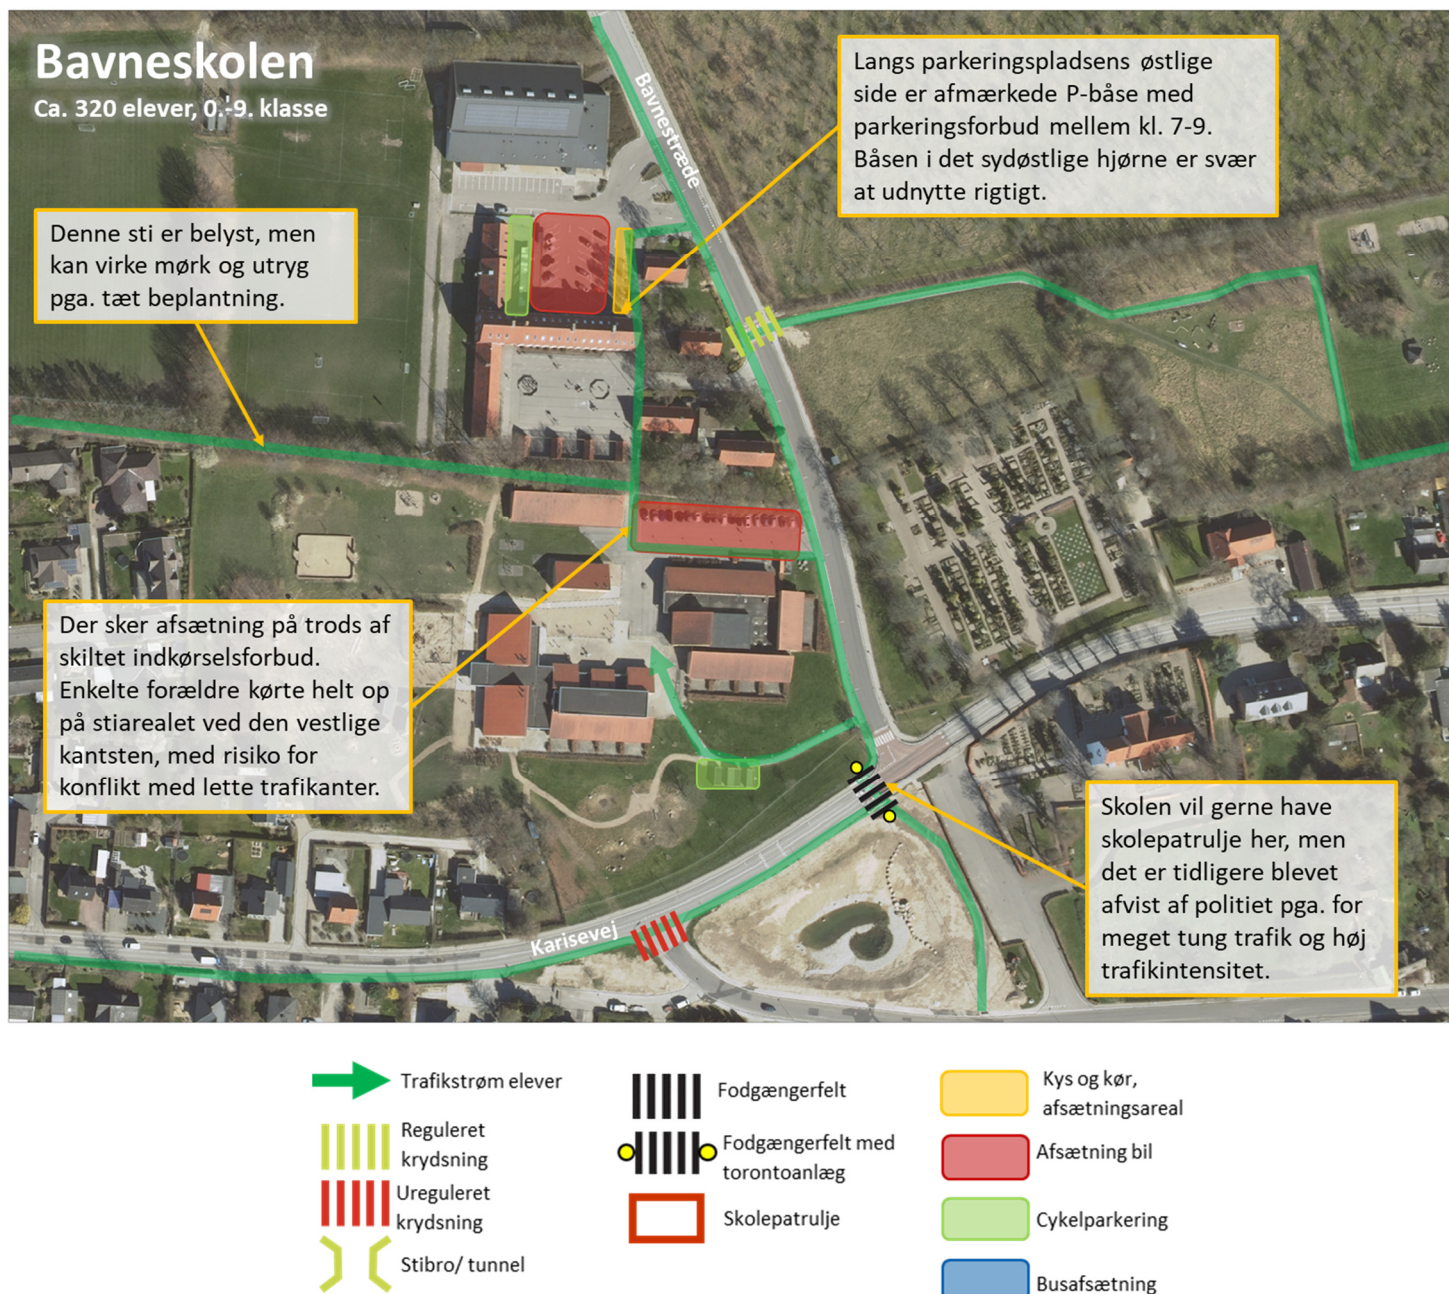 Bavneskolen
Ca. 320 elever, 0.-9. klasse
Bavnestræde
Langs parkeringspladsens østlige
side er afmærkede P-båse med
parkeringsforbud mellem kl. 7-9.
Båsen i det sydøstlige hjørne er svær
at udnytte rigtigt.
Denne sti er belyst, men
kan virke mørk og utryg
pga. tæt beplantning.
Der sker afsætning på trods af
skiltet indkørselsforbud.
Enkelte forældre kørte helt op
på stiarealet ved den vestlige
kantsten, med risiko for
konflikt med lette trafikanter.
Skolen vil gerne have
skolepatrulje her, men
det er tidligere blevet
afvist af politiet pga. for
meget tung trafik og høj
trafikintensitet.
Karisevej
Trafikstrøm elever
Reguleret
krydsning
Ureguleret
krydsning
Stibro/ tunnel
Fodgængerfelt
Fodgængerfelt med
torontoanlæg
Skolepatrulje
Kys og kør,
afsætningsareal
Afsætning bil
Cykelparkering
Busafsætning